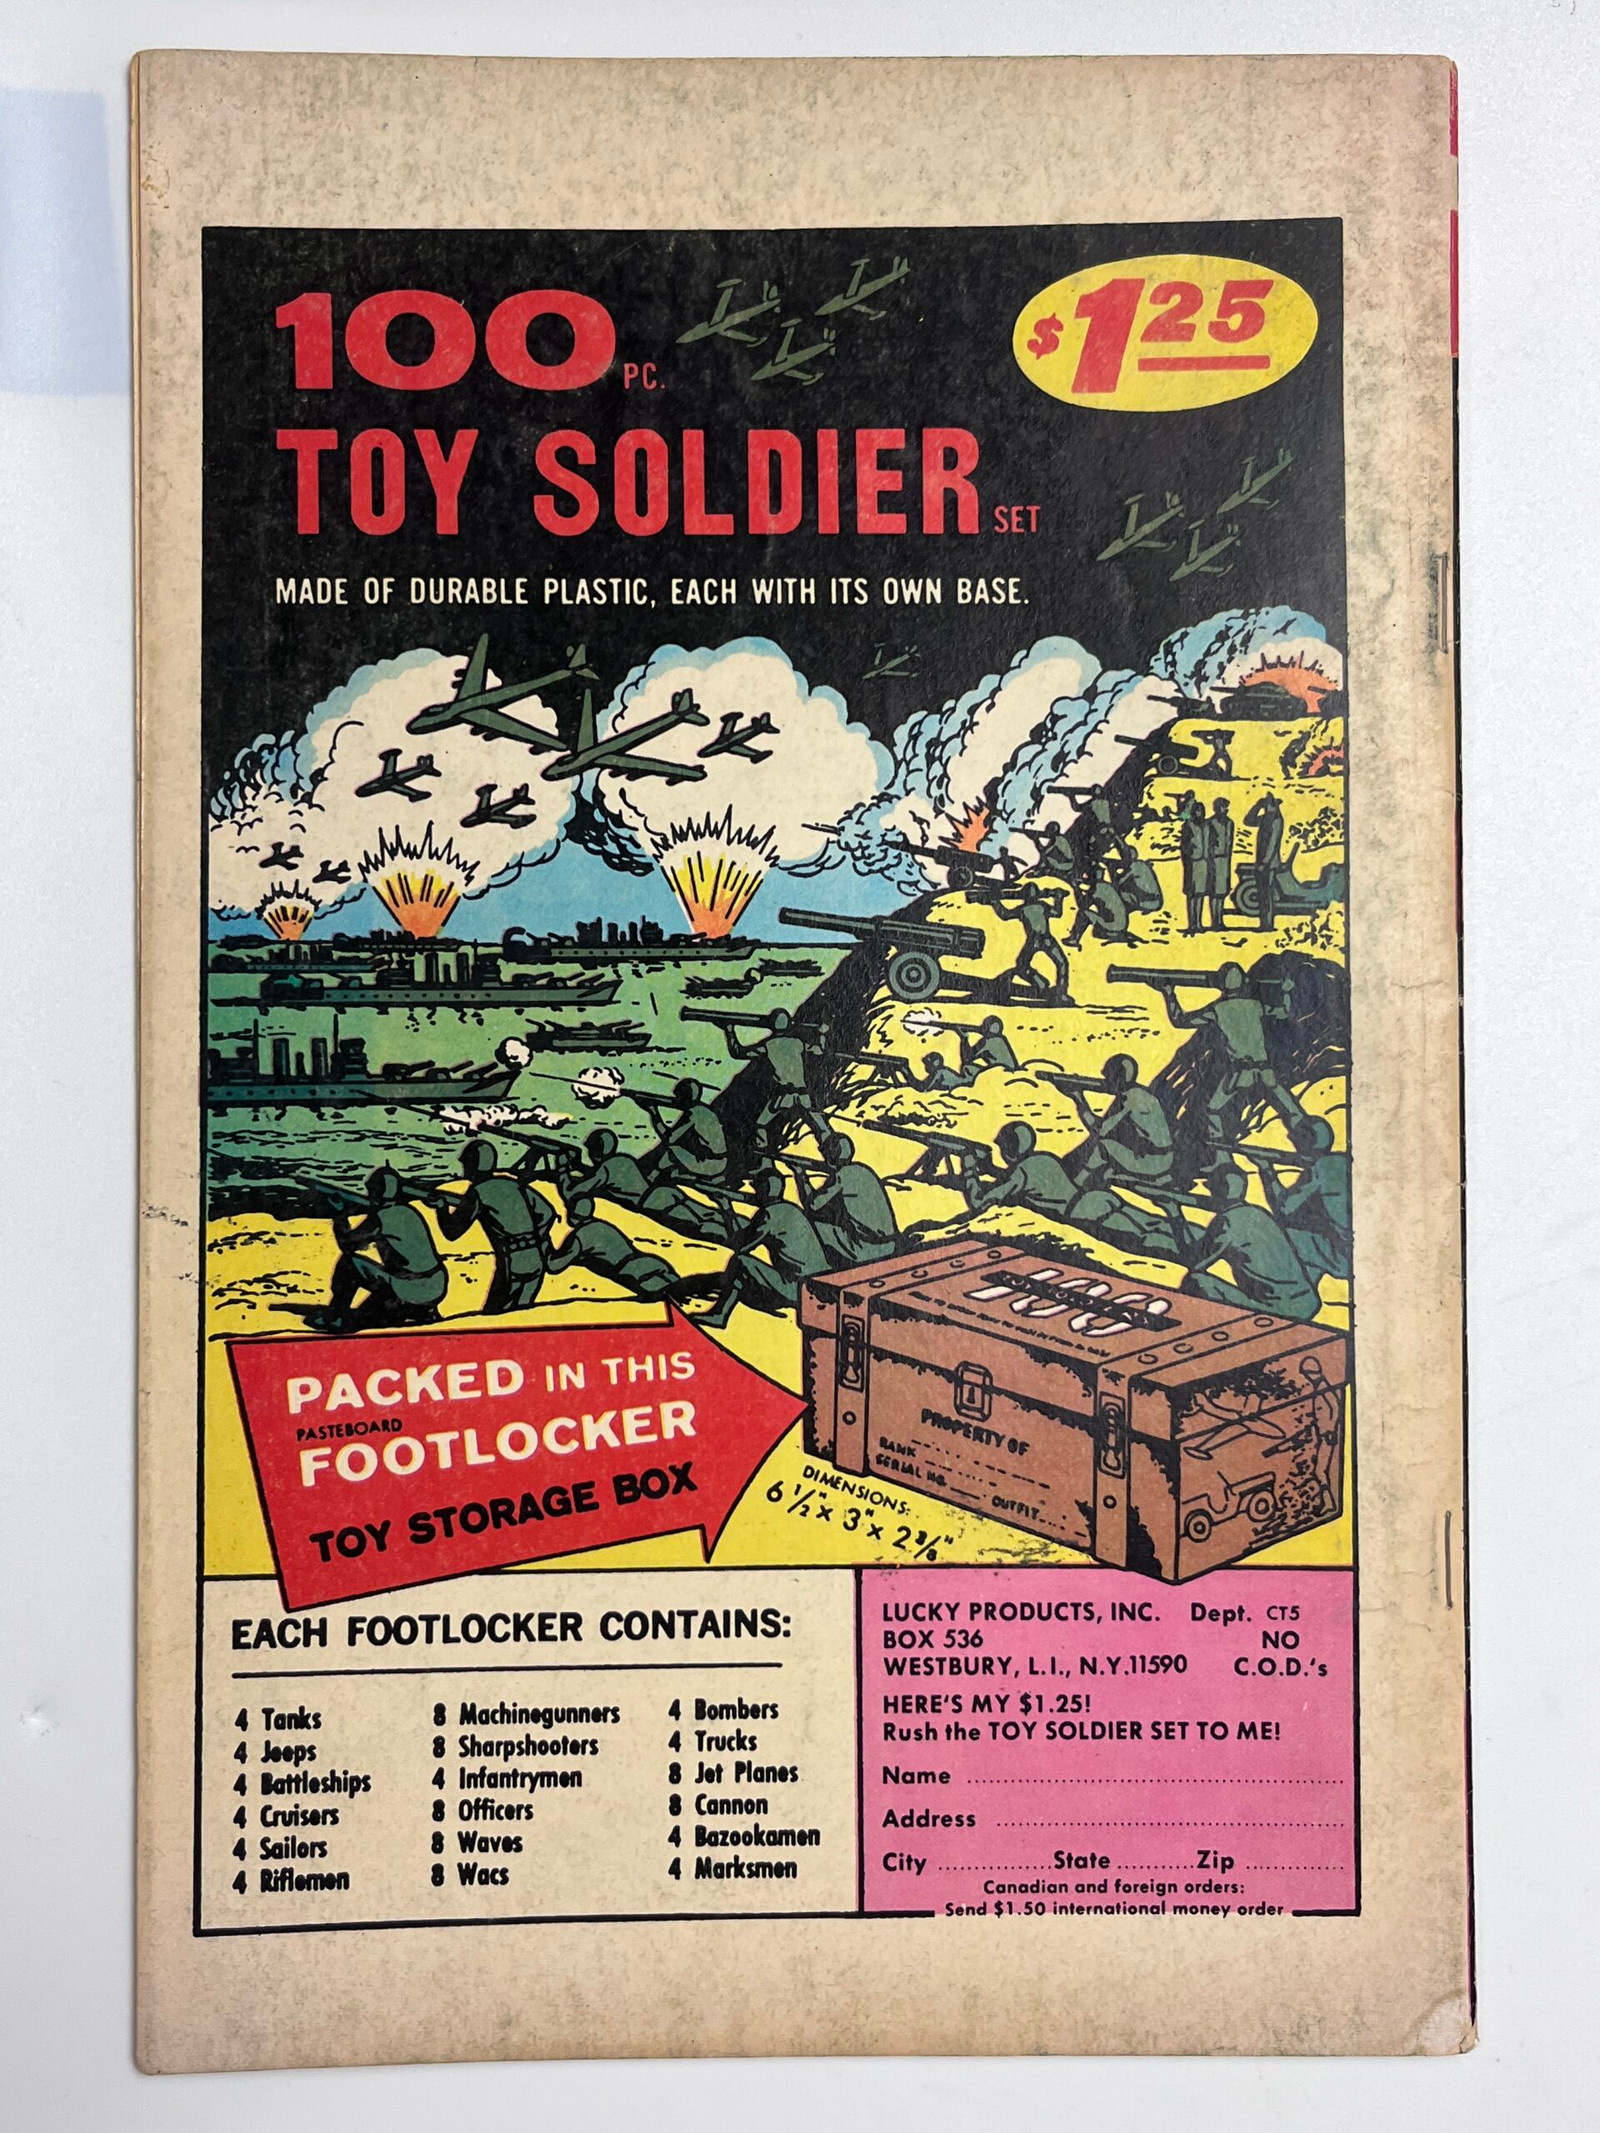 100 PC.
$1.25
TOY SOLDIER SET
MADE OF DURABLE PLASTIC, EACH WITH ITS OWN BASE.
PACKED IN THIS
PASTEBOARD
FOOTLOCKER
TOY STORAGE BOX
100
PROPERTY OF
RANK
SERIAL NO.
OUTFIT
DIMENSIONS:
6 1/2" x 3" x 2 3/8"
EACH FOOTLOCKER CONTAINS:
4 Tanks
4 Jeeps
4 Battleships
4 Cruisers
4 Sailors
4 Riflemen
8 Machinegunners
8 Sharpshooters
4 Infantrymen
8 Officers
8 Waves
8 Wacs
4 Bombers
4 Trucks
8 Jet Planes
8 Cannon
4 Bazookamen
4 Marksmen
LUCKY PRODUCTS, INC. Dept. CT5
BOX 536 NO
WESTBURY, L.I., N.Y.11590 C.O.D.'s
HERE'S MY $1.25!
Rush the TOY SOLDIER SET TO ME!
Name
Address
City State Zip
Canadian and foreign orders:
Send $1.50 international money order